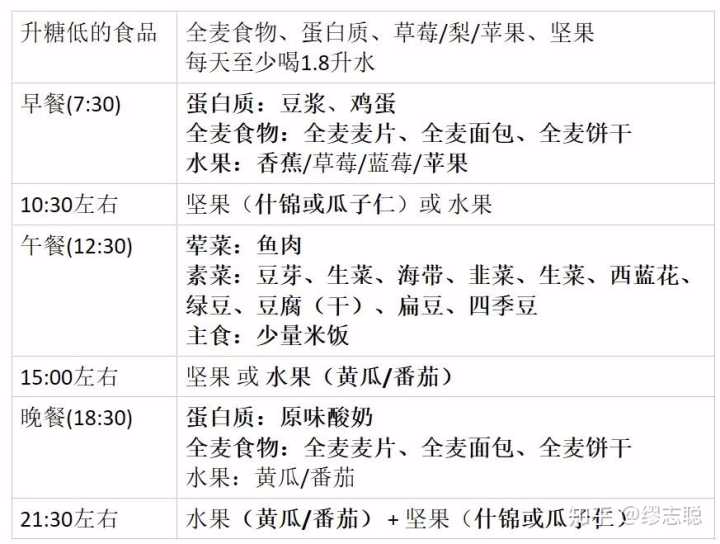 升糖低的食品
全麦食物、蛋白质、草莓/梨/苹果、坚果
每天至少喝1.8升水
早餐(7:30)
蛋白质：豆浆、鸡蛋
全麦食物：全麦麦片、全麦面包、全麦饼干
水果：香蕉/草莓/蓝莓/苹果
10:30左右
坚果（什锦或瓜子仁）或 水果
午餐(12:30)
荤菜：鱼肉
素菜：豆芽、生菜、海带、韭菜、生菜、西蓝花、
绿豆、豆腐（干）、扁豆、四季豆
主食：少量米饭
15:00左右
坚果 或 水果（黄瓜/番茄）
晚餐(18:30)
蛋白质：原味酸奶
全麦食物：全麦麦片、全麦面包、全麦饼干
水果：黄瓜/番茄
21:30左右
水果（黄瓜/番茄）+ 坚果（什锦或瓜子仁）
知乎 @缪志聪